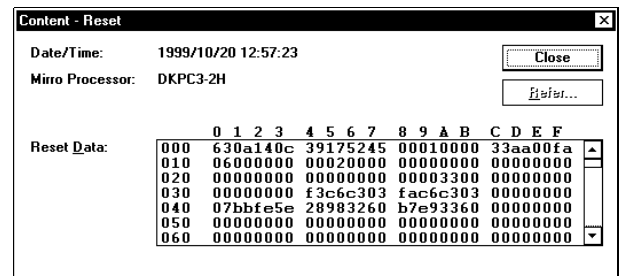 Content - Reset
Date/Time: 1999/10/20 12:57:23
Close
Mirro Processor: DKPC3-2H
Refer...
0 1 2 3 4 5 6 7 8 9 A B C D E F
Reset Data: 000 630a140c 39175245 00010000 33aa00fa
010 06000000 00020000 00000000 00000000
020 00000000 00000000 00003300 00000000
030 00000000 f3c6c303 fac6c303 00000000
040 07bbfe5e 28983260 b7e93360 00000000
050 00000000 00000000 00000000 00000000
060 00000000 00000000 00000000 00000000